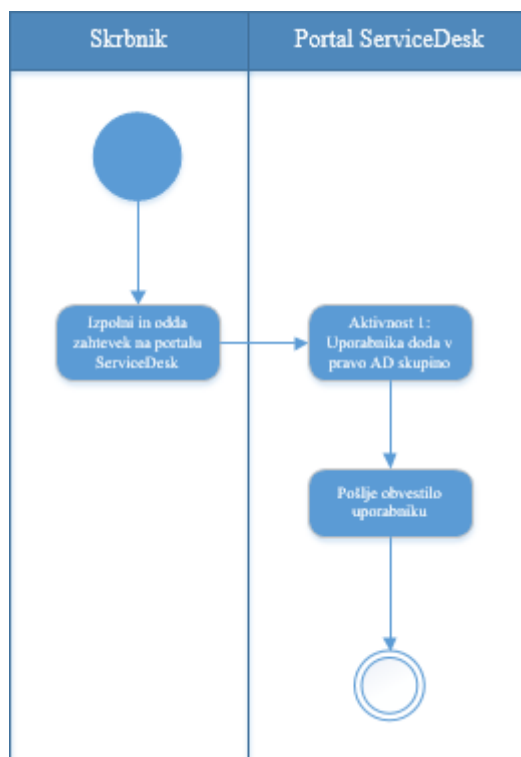 Skrbnik
Portal ServiceDesk
Izpolni in odda
zahtevek na portalu
ServiceDesk
Aktivnost 1:
Uporabnika doda v
pravo AD skupino
Pošlje obvestilo
uporabniku